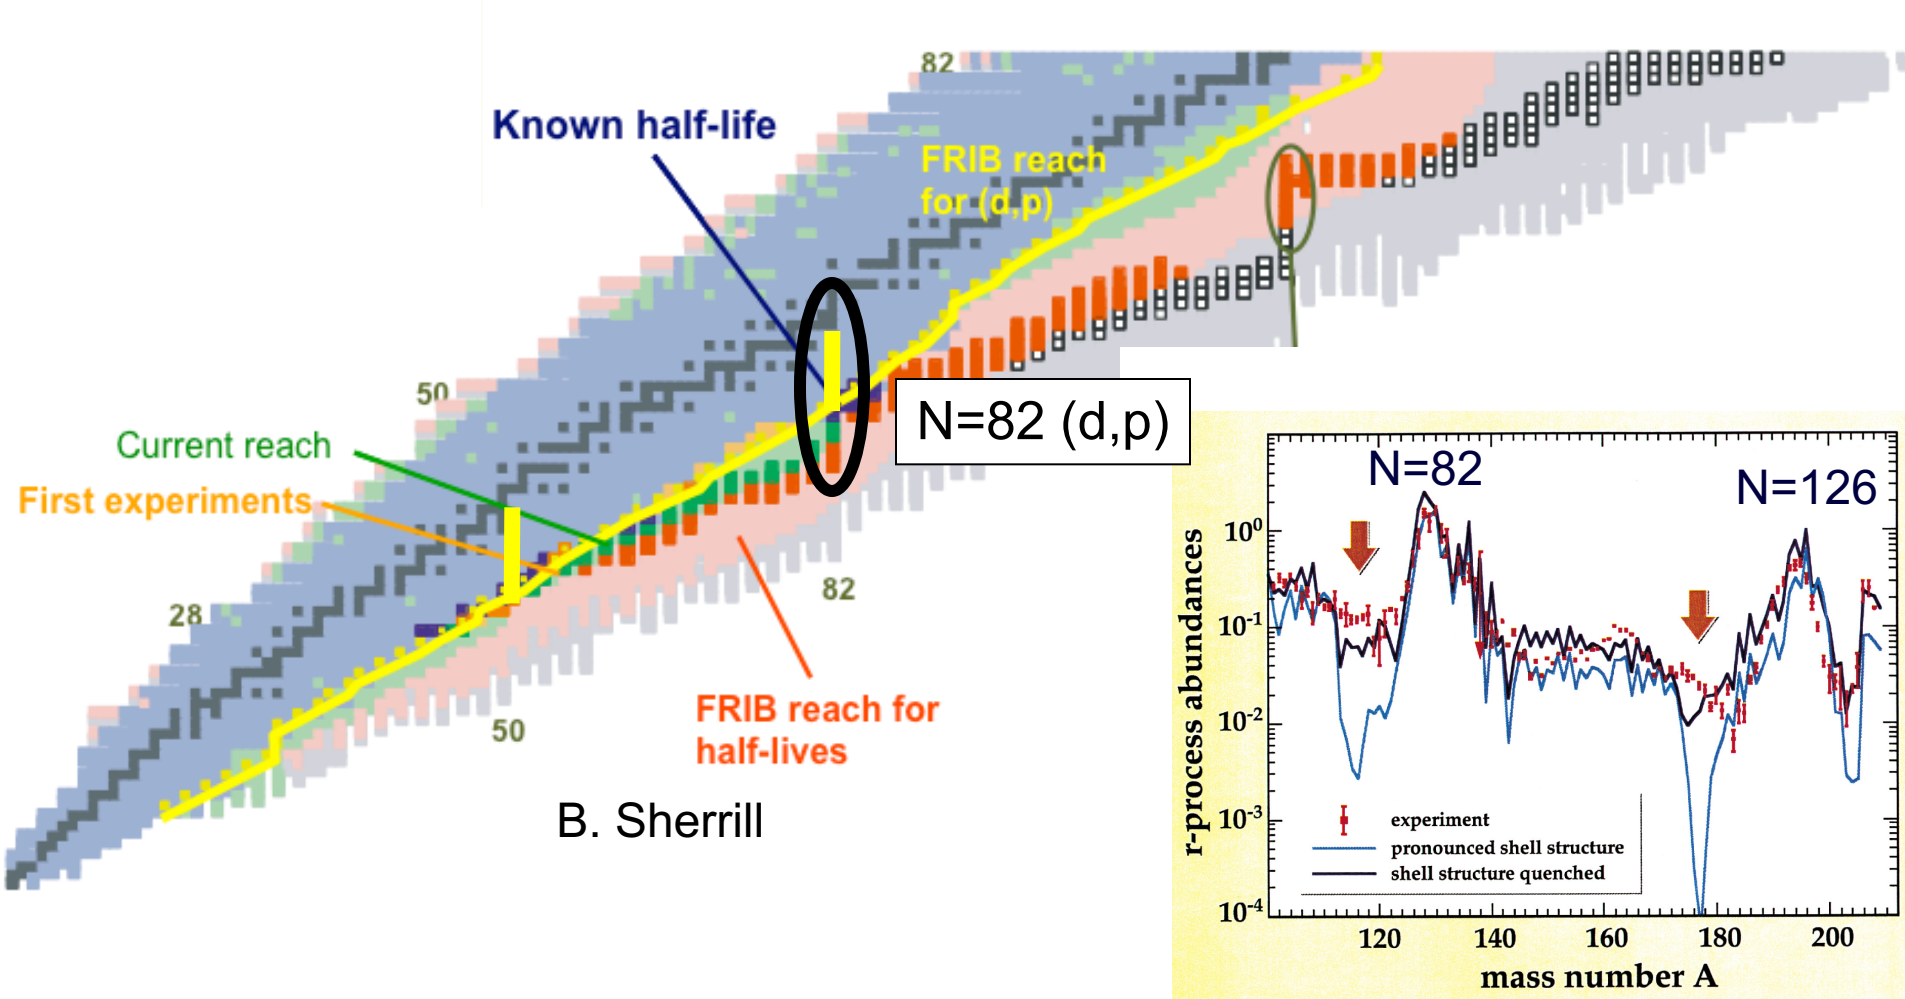 82
Known half-life
FRIB reach
for (d,p)
50
Current reach
First experiments
N=82 (d,p)
28
82
50
FRIB reach for
half-lives
B. Sherrill
N=82
N=126
r-process abundances
10⁰
10⁻¹
10⁻²
10⁻³
10⁻⁴
experiment
pronounced shell structure
shell structure quenched
120 140 160 180 200
mass number A